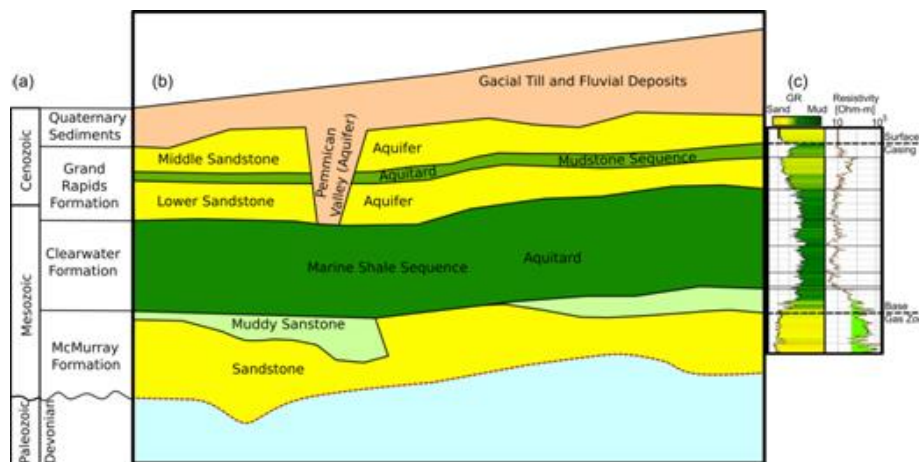 (a)
(b)
(c)
Cenozoic
Mesozoic
Paleozoic
Devonian
Quaternary
Sediments
Grand
Rapids
Formation
Clearwater
Formation
McMurray
Formation
Gacial Till and Fluvial Deposits
Middle Sandstone
Pemmican
Valley (Aquifer)
Aquifer
Mudstone Sequence
Aquitard
Lower Sandstone
Aquifer
Marine Shale Sequence
Aquitard
Muddy Sanstone
Sandstone
GR
Sand Mud
Resistivity
(Ohm-m)
10 10³
Surface
Casing
Base
Gas Zo